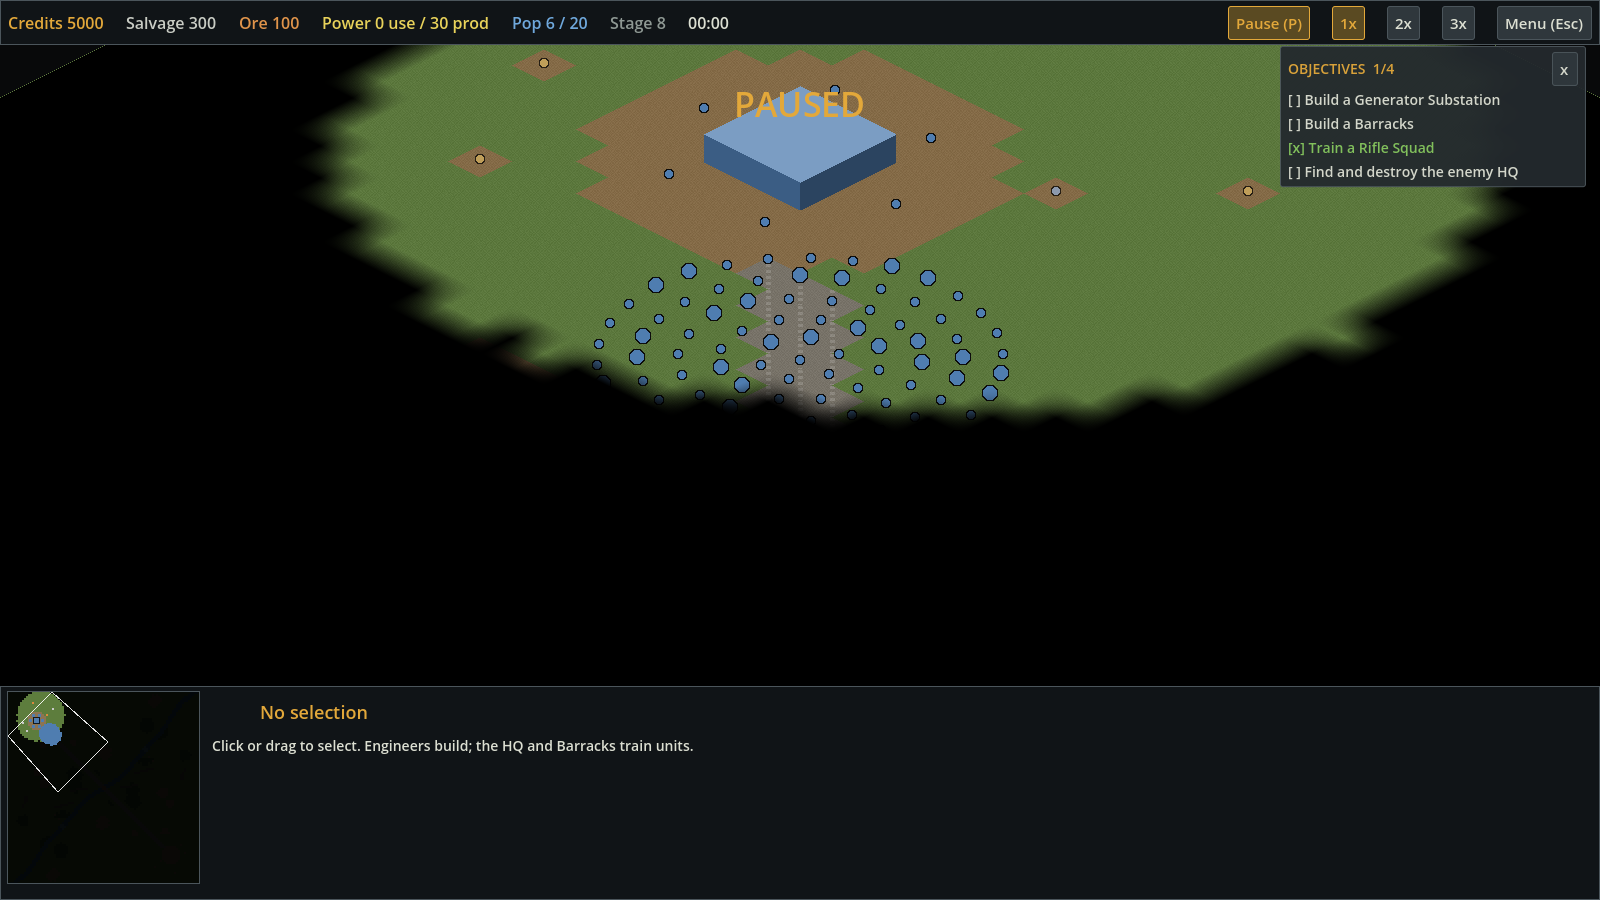 Credits 5000 Salvage 300 Ore 100 Power 0 use / 30 prod Pop 6 / 20 Stage 8 00:00 Pause (P) 1x 2x 3x Menu (Esc)
OBJECTIVES 1/4 x
[ ] Build a Generator Substation
[ ] Build a Barracks
[x] Train a Rifle Squad
[ ] Find and destroy the enemy HQ
PAUSED
No selection
Click or drag to select. Engineers build; the HQ and Barracks train units.